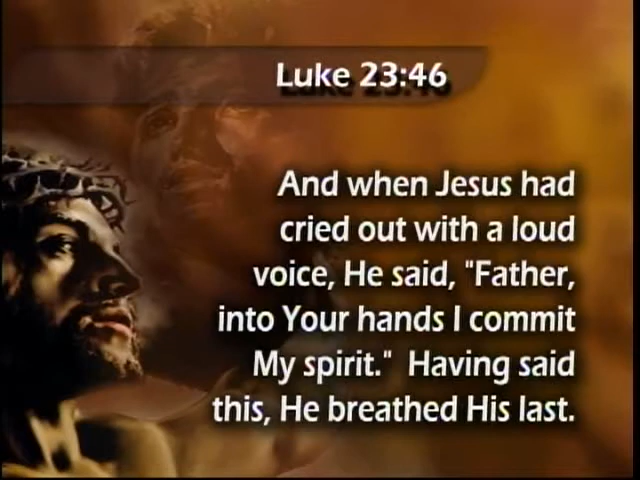 Luke 23:46
And when Jesus had
cried out with a loud
voice, He said, "Father,
into Your hands I commit
My spirit."  Having said
this, He breathed His last.